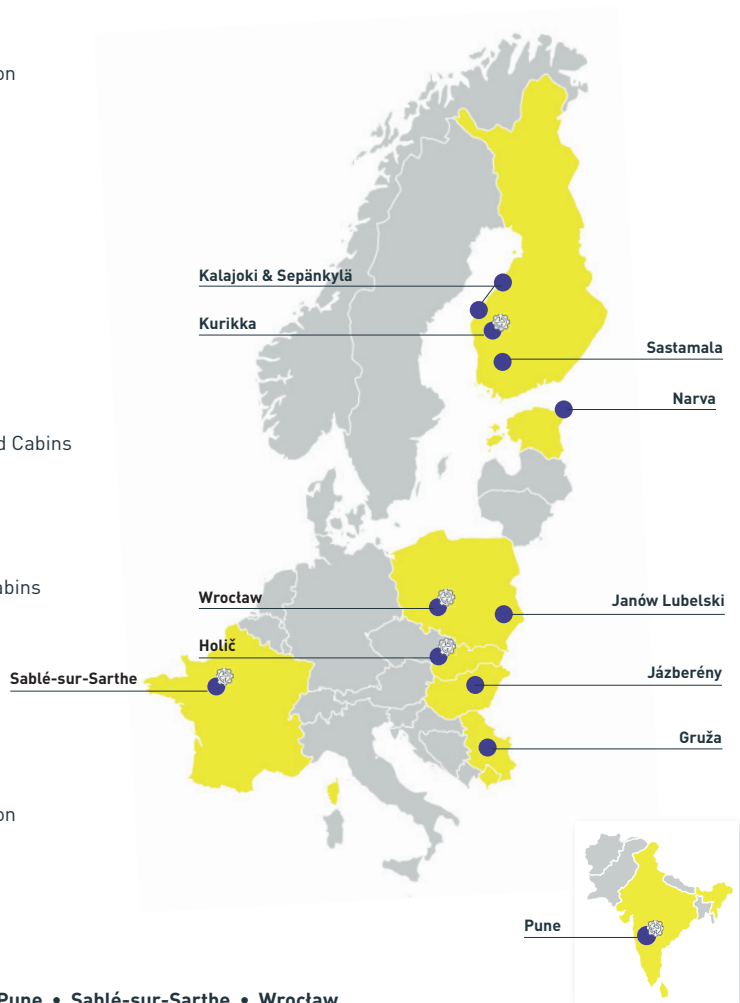 on
Kalajoki & Sepänkylä
Kurikka
Sastamala
Narva
d Cabins
abins
Wrocław
Janów Lubelski
Holič
Sablé-sur-Sarthe
Jázberény
Gruža
on
Pune
Pune • Sablé-sur-Sarthe • Wrocław